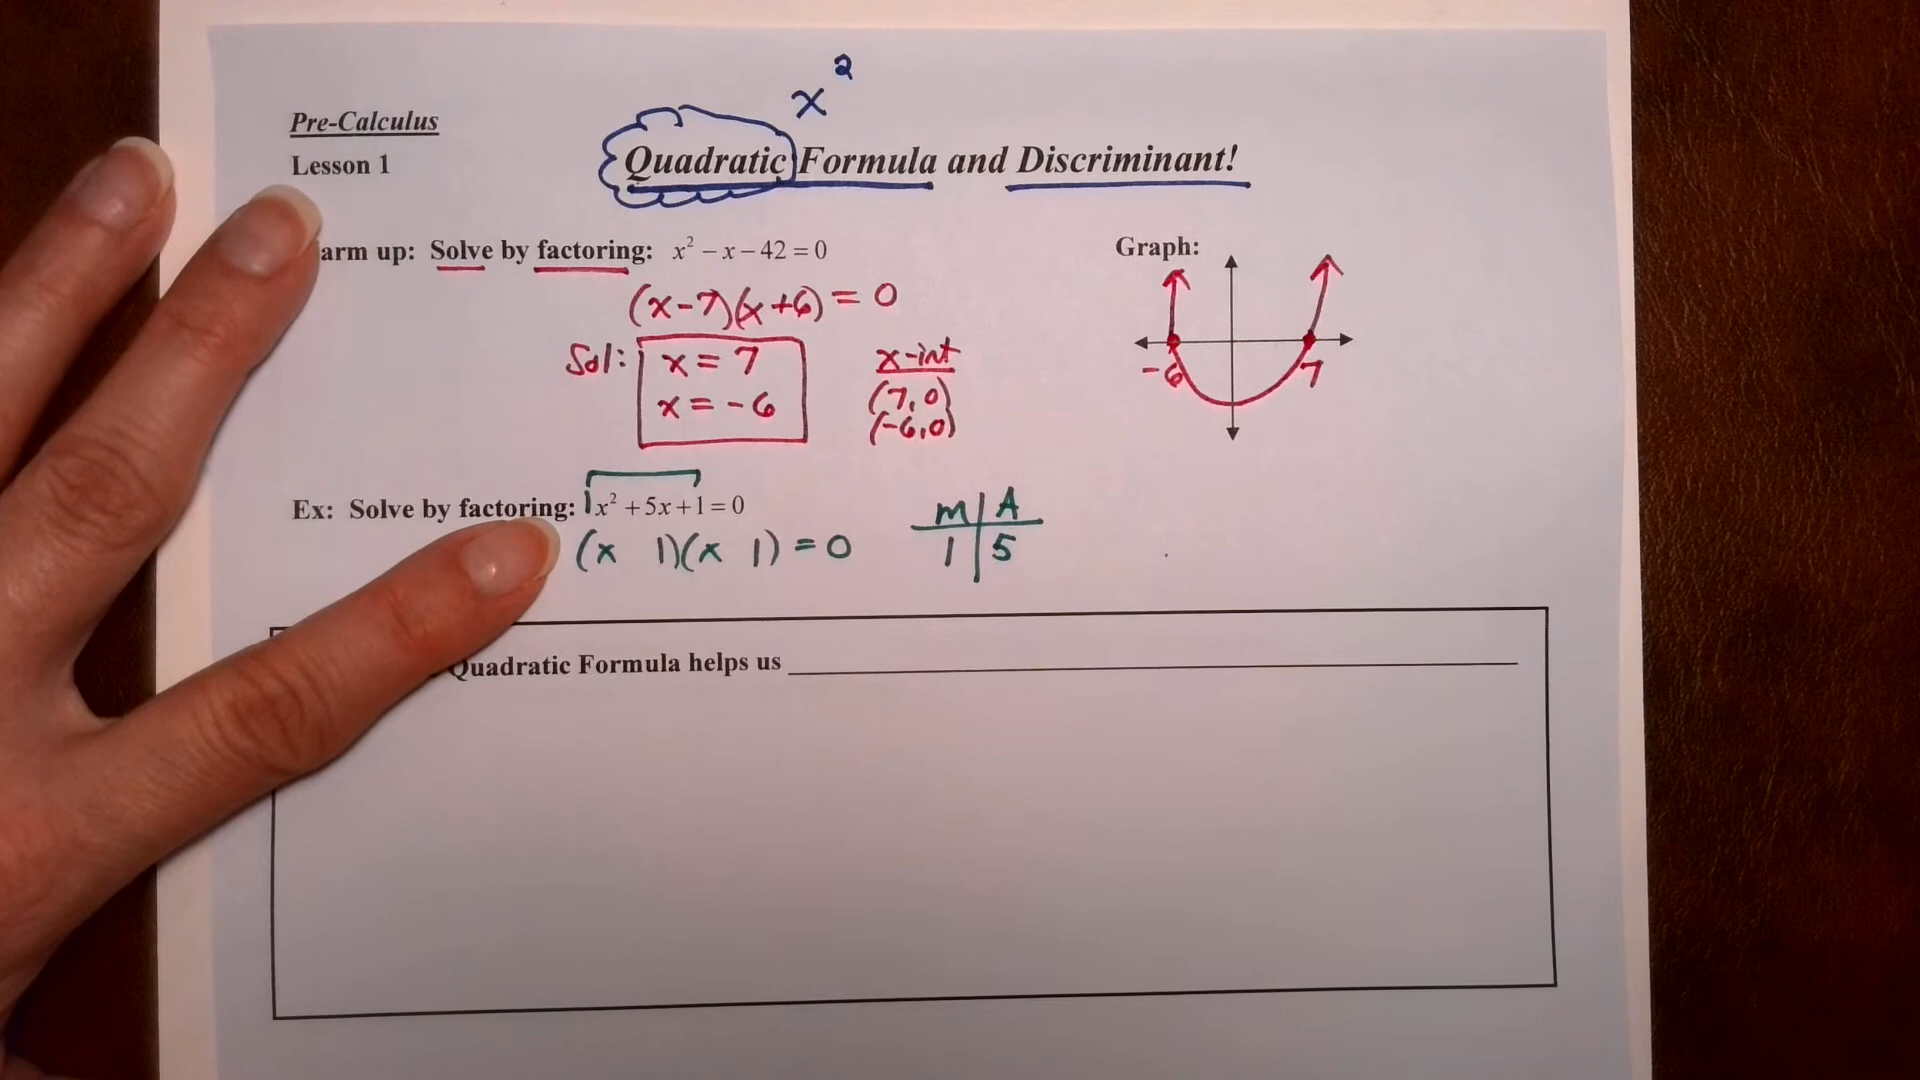 x²
Pre-Calculus
Lesson 1
Quadratic Formula and Discriminant!
arm up: Solve by factoring: x² – x – 42 = 0
Graph:
(x-7)(x+6) = 0
Sol: x = 7
x = -6
x-int
(7,0)
(-6,0)
-6
7
Ex: Solve by factoring: 1x² + 5x + 1 = 0
(x 1)(x 1) = 0
M A
1 5
Quadratic Formula helps us